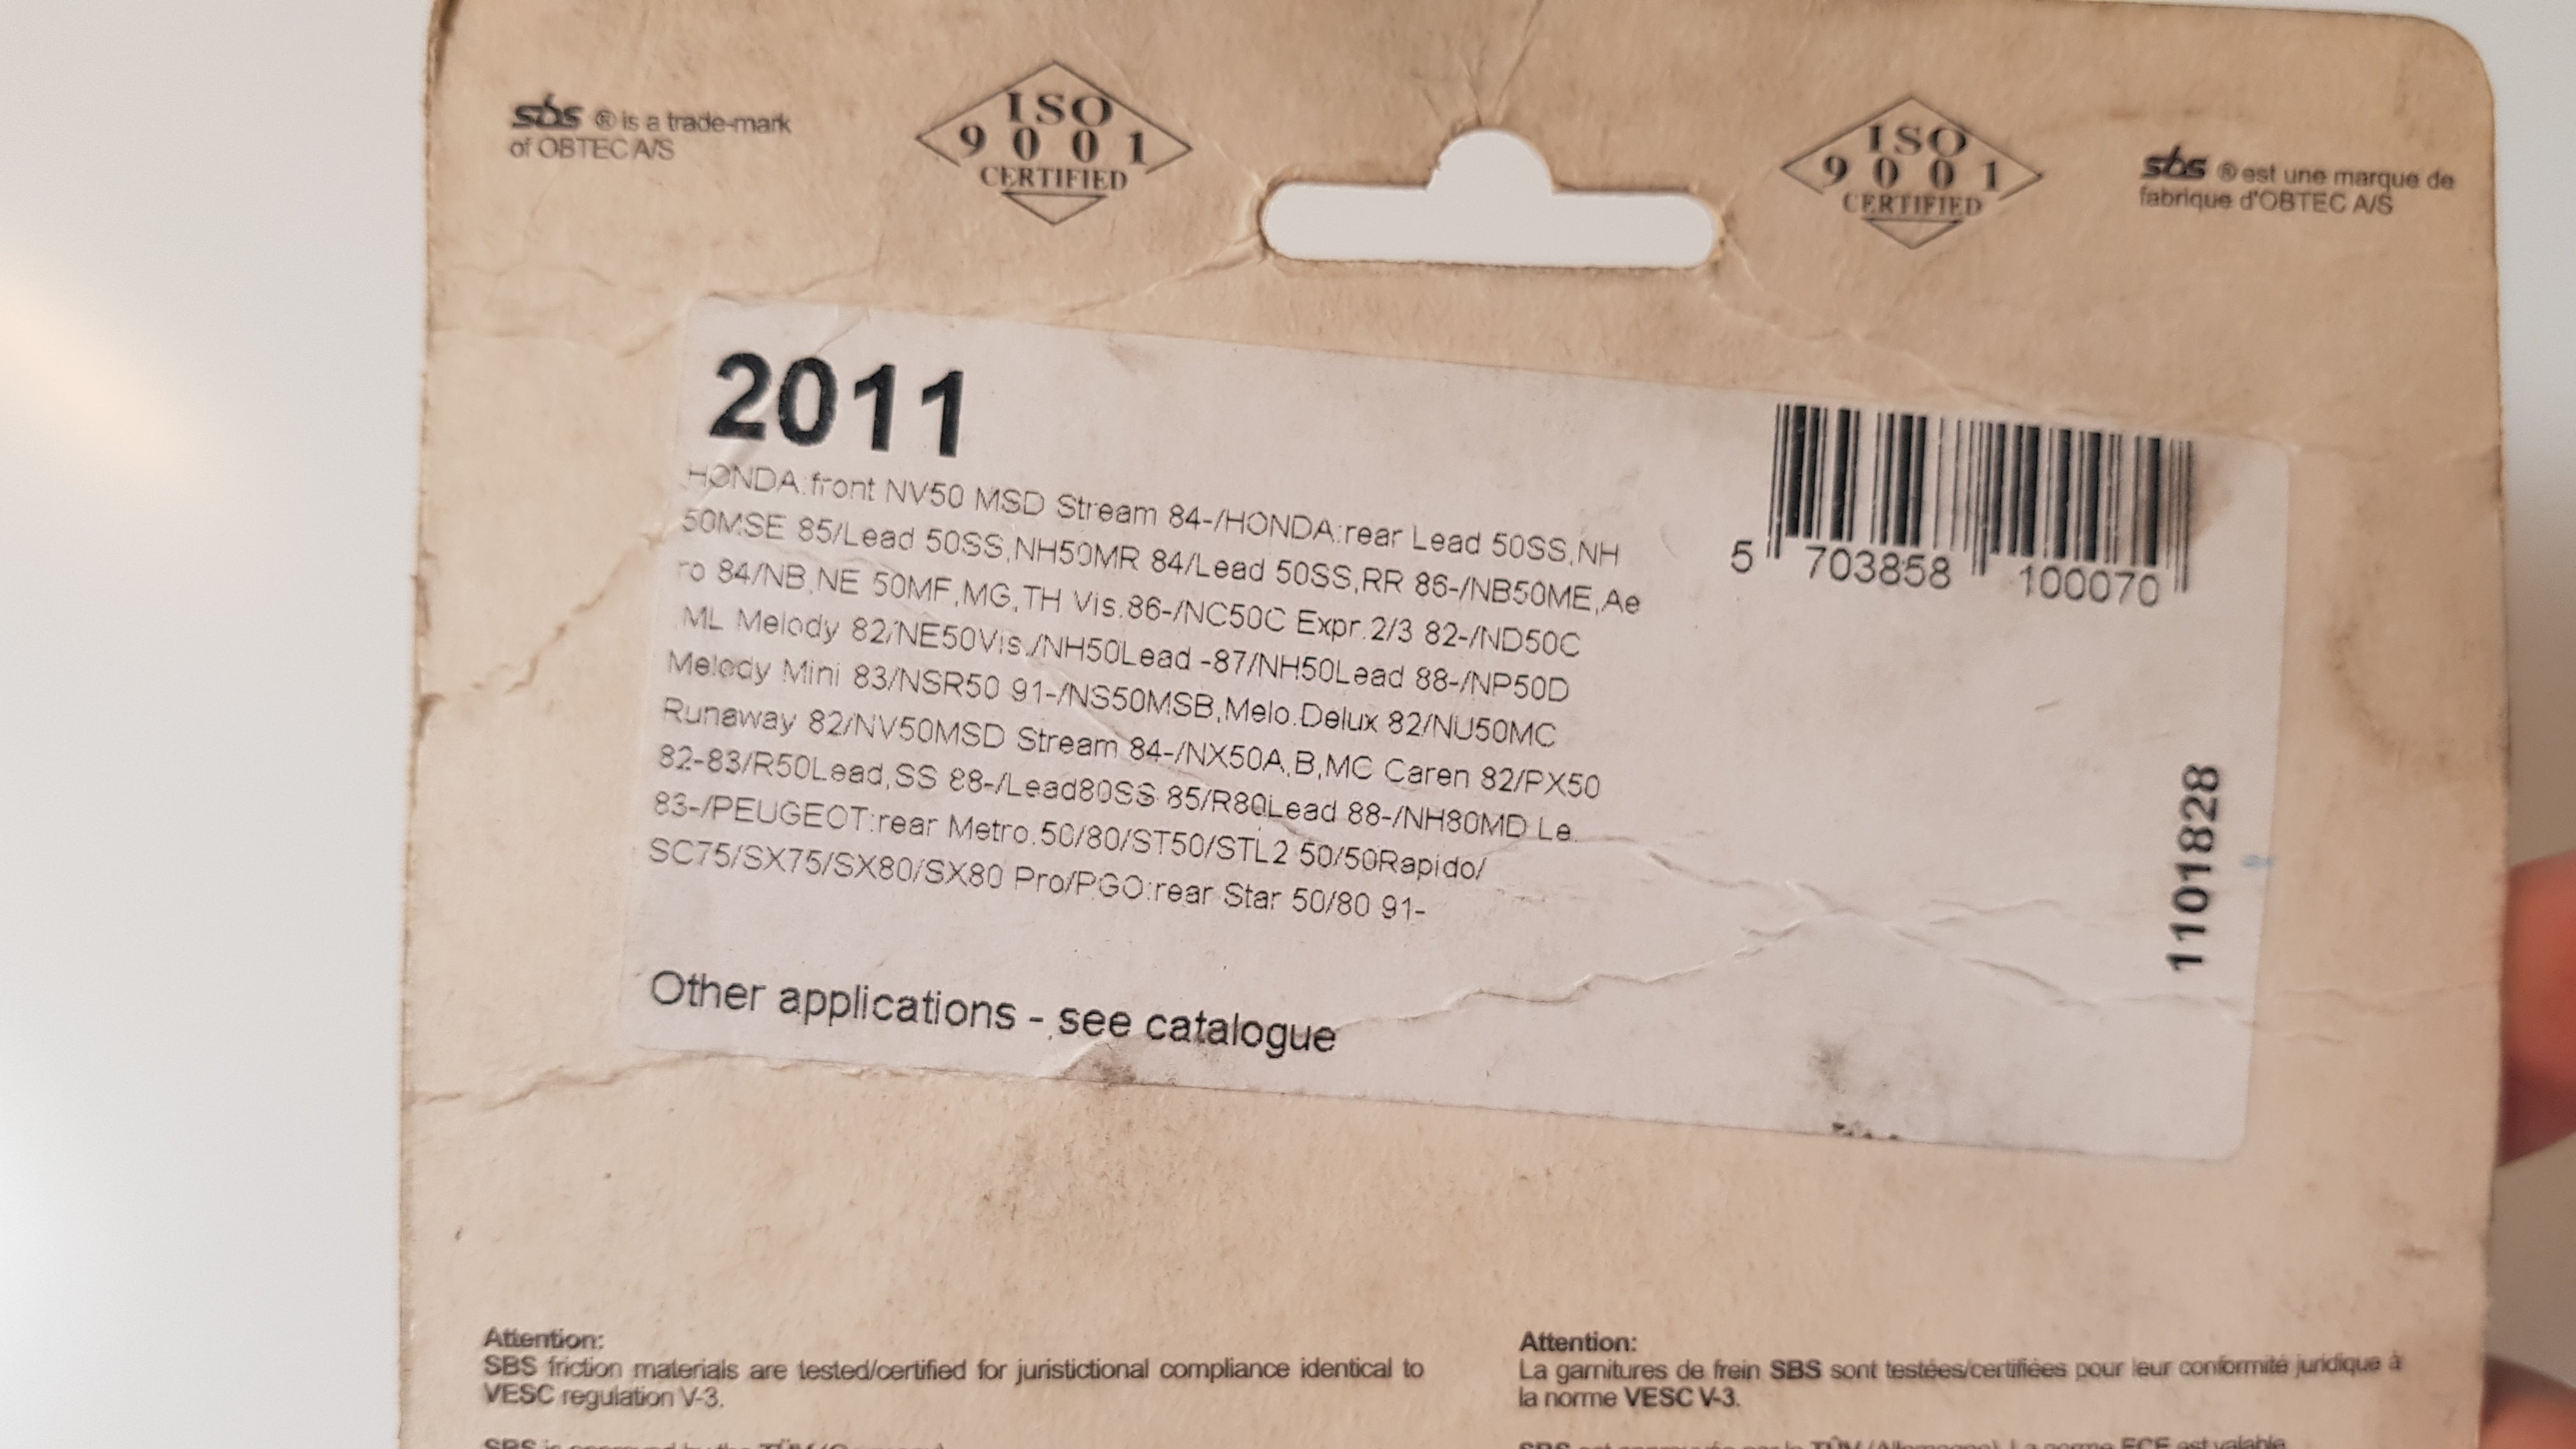 sbs ® is a trade-mark
of OBTEC A/S
ISO
9001
CERTIFIED
ISO
9001
CERTIFIED
sbs ® est une marque de
fabrique d'OBTEC A/S
2011
HONDA:front NV50 MSD Stream 84-/HONDA:rear Lead 50SS,NH
50MSE 85/Lead 50SS,NH50MR 84/Lead 50SS,RR 86-/NB50ME,Ae
ro 84/NB,NE 50MF,MG,TH Vis.86-/NC50C Expr.2/3 82-/ND50C
,ML Melody 82/NE50Vis./NH50Lead -87/NH50Lead 88-/NP50D
Melody Mini 83/NSR50 91-/NS50MSB,Melo.Delux 82/NU50MC
Runaway 82/NV50MSD Stream 84-/NX50A,B,MC Caren 82/PX50
82-83/R50Lead,SS 88-/Lead80SS 85/R80Lead 88-/NH80MD Le.
83-/PEUGEOT:rear Metro.50/80/ST50/STL2 50/50Rapido/
SC75/SX75/SX80/SX80 Pro/PGO:rear Star 50/80 91-
5 703858 100070
1101828
Other applications - see catalogue
Attention:
SBS friction materials are tested/certified for juristictional compliance identical to
VESC regulation V-3.
Attention:
La garnitures de frein SBS sont testées/certifiées pour leur conformité juridique à
la norme VESC V-3.